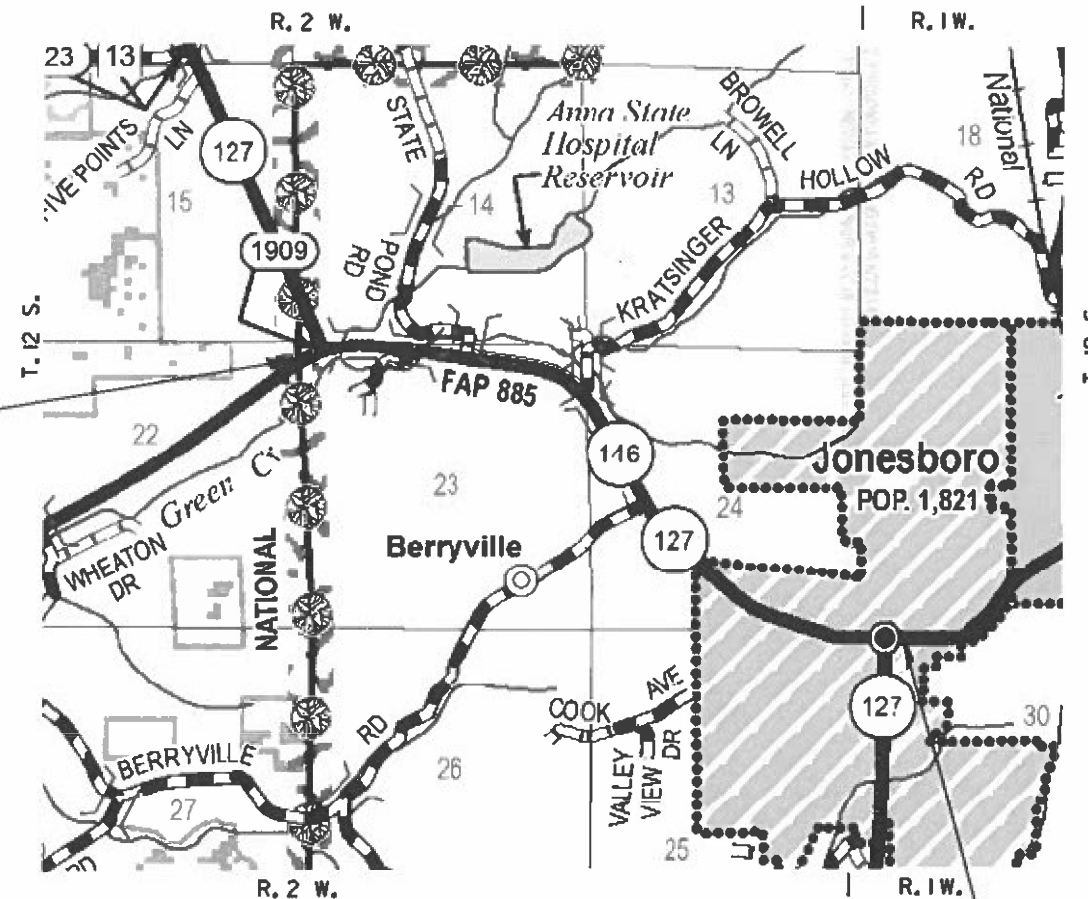 R. 2 W.
R. 1 W.
23
13
127
LN
15
1909
STATE
POND
RD
14
Anna State
Hospital
Reservoir
BROWELL
LN
13
KRATSINGER
HOLLOW
RD
18
National
T. 12 S.
FAP 885
22
Green Cr
23
146
24
127
Jonesboro
POP. 1,821
Berryville
WHEATON
DR
NATIONAL
127
30
COOK
AVE
VALLEY
VIEW
DR
BERRYVILLE
RD
26
27
25
RD
R. 2 W.
R. 1 W.